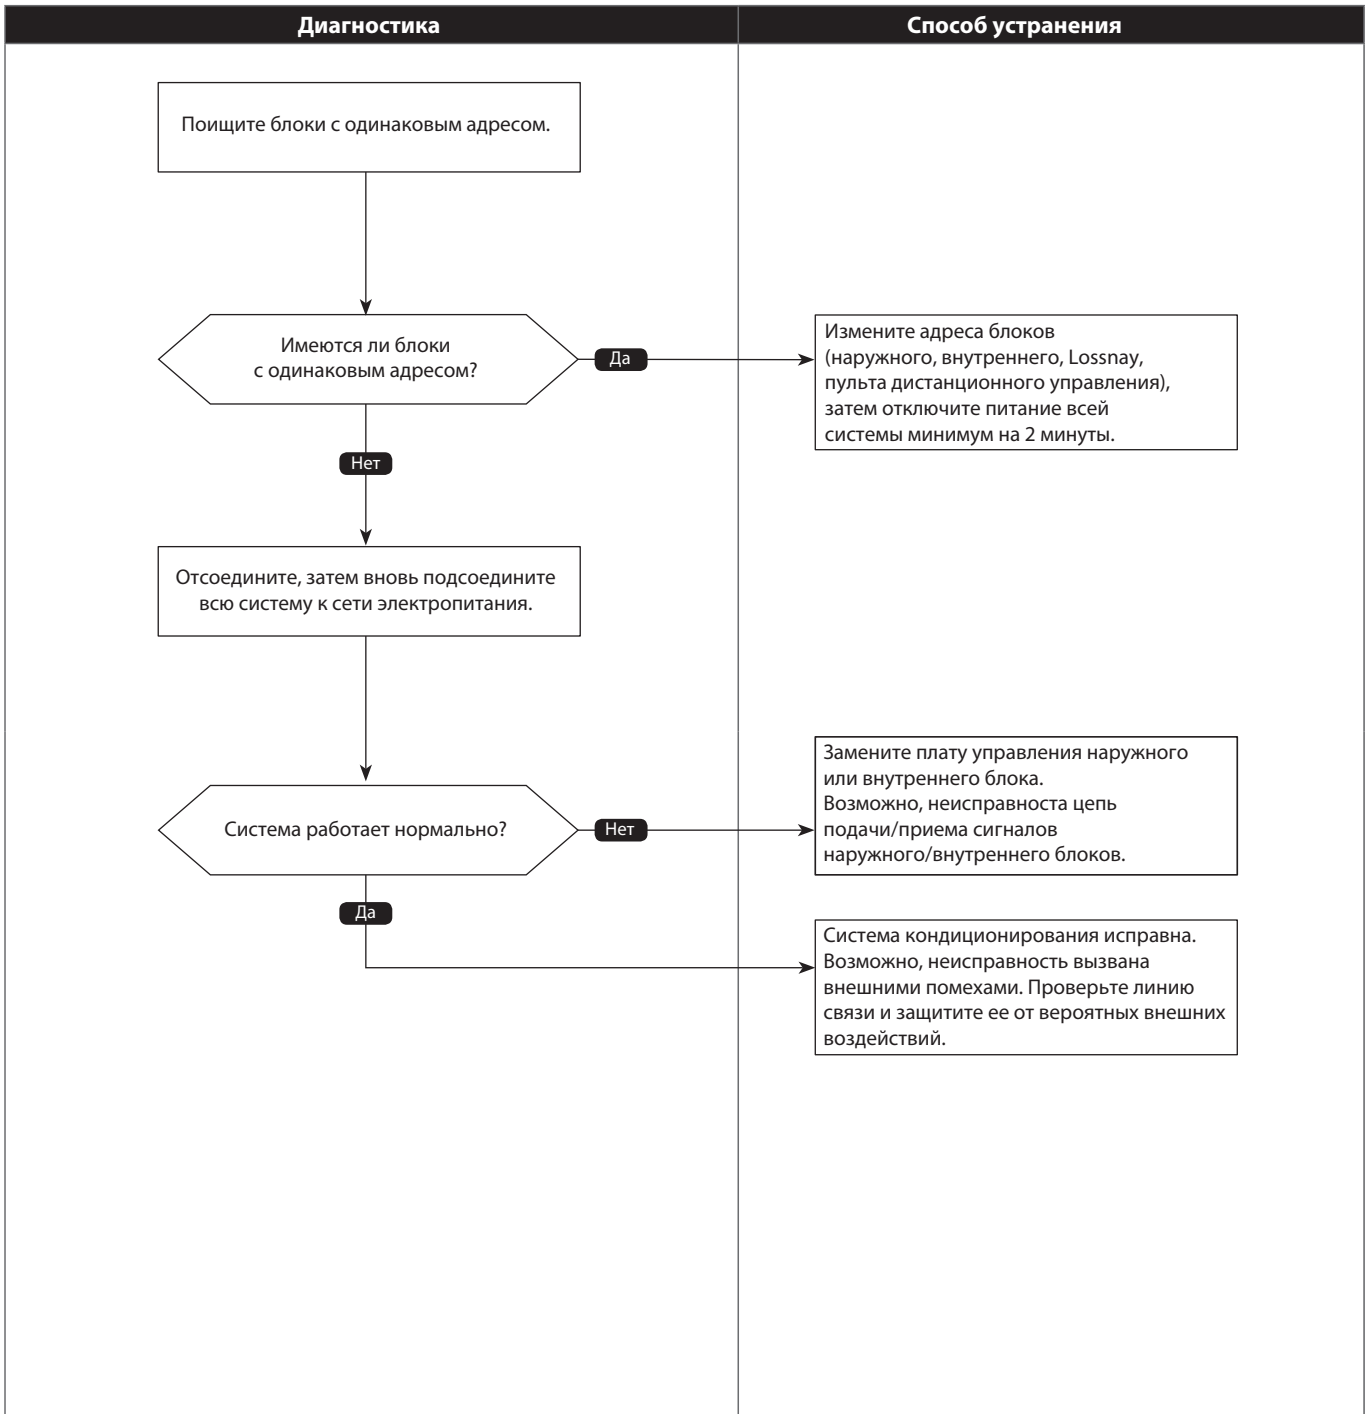 Диагностика
Способ устранения
Поищите блоки с одинаковым адресом.
Имеются ли блоки
с одинаковым адресом?
Да
Измените адреса блоков
(наружного, внутреннего, Lossnay,
пульта дистанционного управления),
затем отключите питание всей
системы минимум на 2 минуты.
Нет
Отсоедините, затем вновь подсоедините
всю систему к сети электропитания.
Система работает нормально?
Нет
Замените плату управления наружного
или внутреннего блока.
Возможно, неисправноста цепь
подачи/приема сигналов
наружного/внутреннего блоков.
Да
Система кондиционирования исправна.
Возможно, неисправность вызвана
внешними помехами. Проверьте линию
связи и защитите ее от вероятных внешних
воздействий.